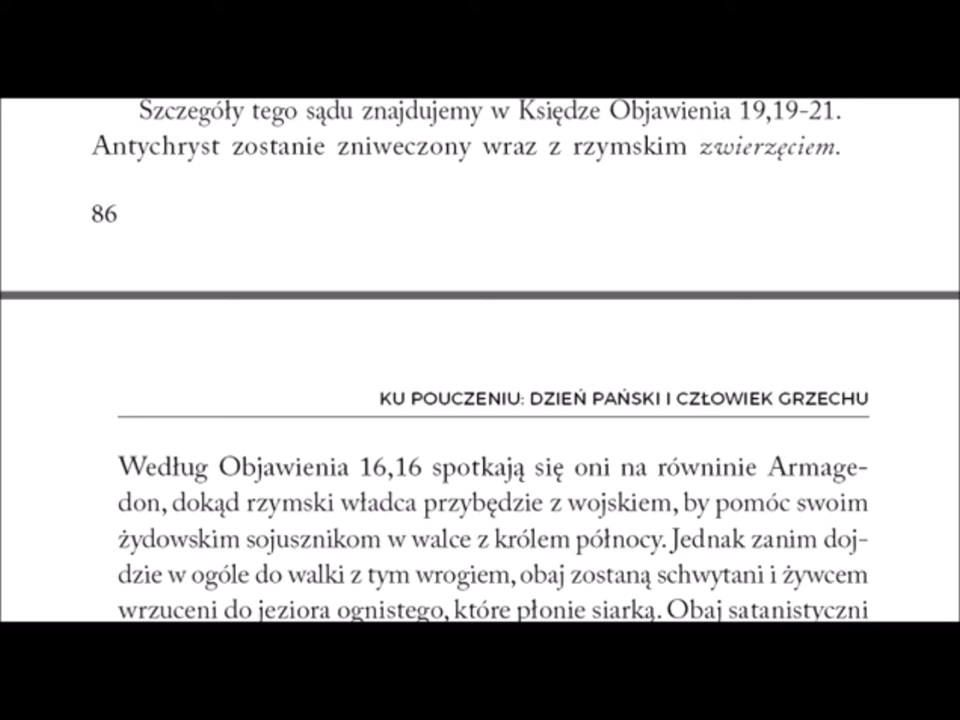 Szczegóły tego sądu znajdujemy w Księdze Objawienia 19,19-21.
Antychryst zostanie zniweczony wraz z rzymskim zwierzęciem.
86
KU POUCZENIU: DZIEŃ PAŃSKI I CZŁOWIEK GRZECHU
Według Objawienia 16,16 spotkają się oni na równinie Armage-
don, dokąd rzymski władca przybędzie z wojskiem, by pomóc swoim
żydowskim sojusznikom w walce z królem północy. Jednak zanim doj-
dzie w ogóle do walki z tym wrogiem, obaj zostaną schwytani i żywcem
wrzuceni do jeziora ognistego, które płonie siarką. Obaj satanistyczni